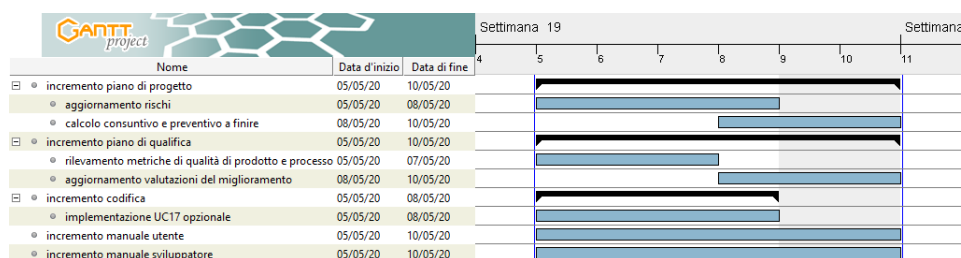 GANTT project
Settimana 19 Settimana
4 5 6 7 8 9 10 11
Nome Data d'inizio Data di fine
incremento piano di progetto 05/05/20 10/05/20
aggiornamento rischi 05/05/20 08/05/20
calcolo consuntivo e preventivo a finire 08/05/20 10/05/20
incremento piano di qualifica 05/05/20 10/05/20
rilevamento metriche di qualità di prodotto e processo 05/05/20 07/05/20
aggiornamento valutazioni del miglioramento 08/05/20 10/05/20
incremento codifica 05/05/20 08/05/20
implementazione UC17 opzionale 05/05/20 08/05/20
incremento manuale utente 05/05/20 10/05/20
incremento manuale sviluppatore 05/05/20 10/05/20